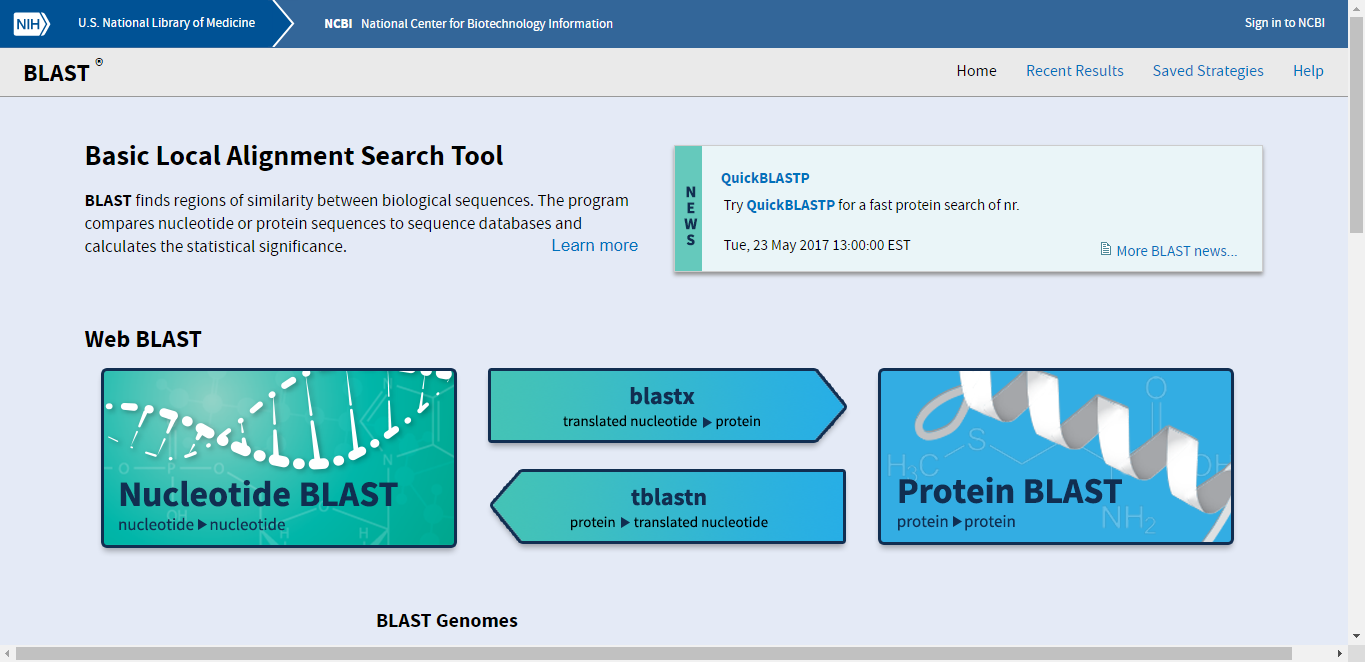 NIH U.S. National Library of Medicine NCBI National Center for Biotechnology Information Sign in to NCBI
BLAST ® Home Recent Results Saved Strategies Help
Basic Local Alignment Search Tool
BLAST finds regions of similarity between biological sequences. The program
compares nucleotide or protein sequences to sequence databases and
calculates the statistical significance. Learn more
NEWS
QuickBLASTP
Try QuickBLASTP for a fast protein search of nr.
Tue, 23 May 2017 13:00:00 EST
More BLAST news...
Web BLAST
Nucleotide BLAST
nucleotide ▶ nucleotide
blastx
translated nucleotide ▶ protein
tblastn
protein ▶ translated nucleotide
H₃C S O OH NH₂
Protein BLAST
protein ▶ protein
BLAST Genomes